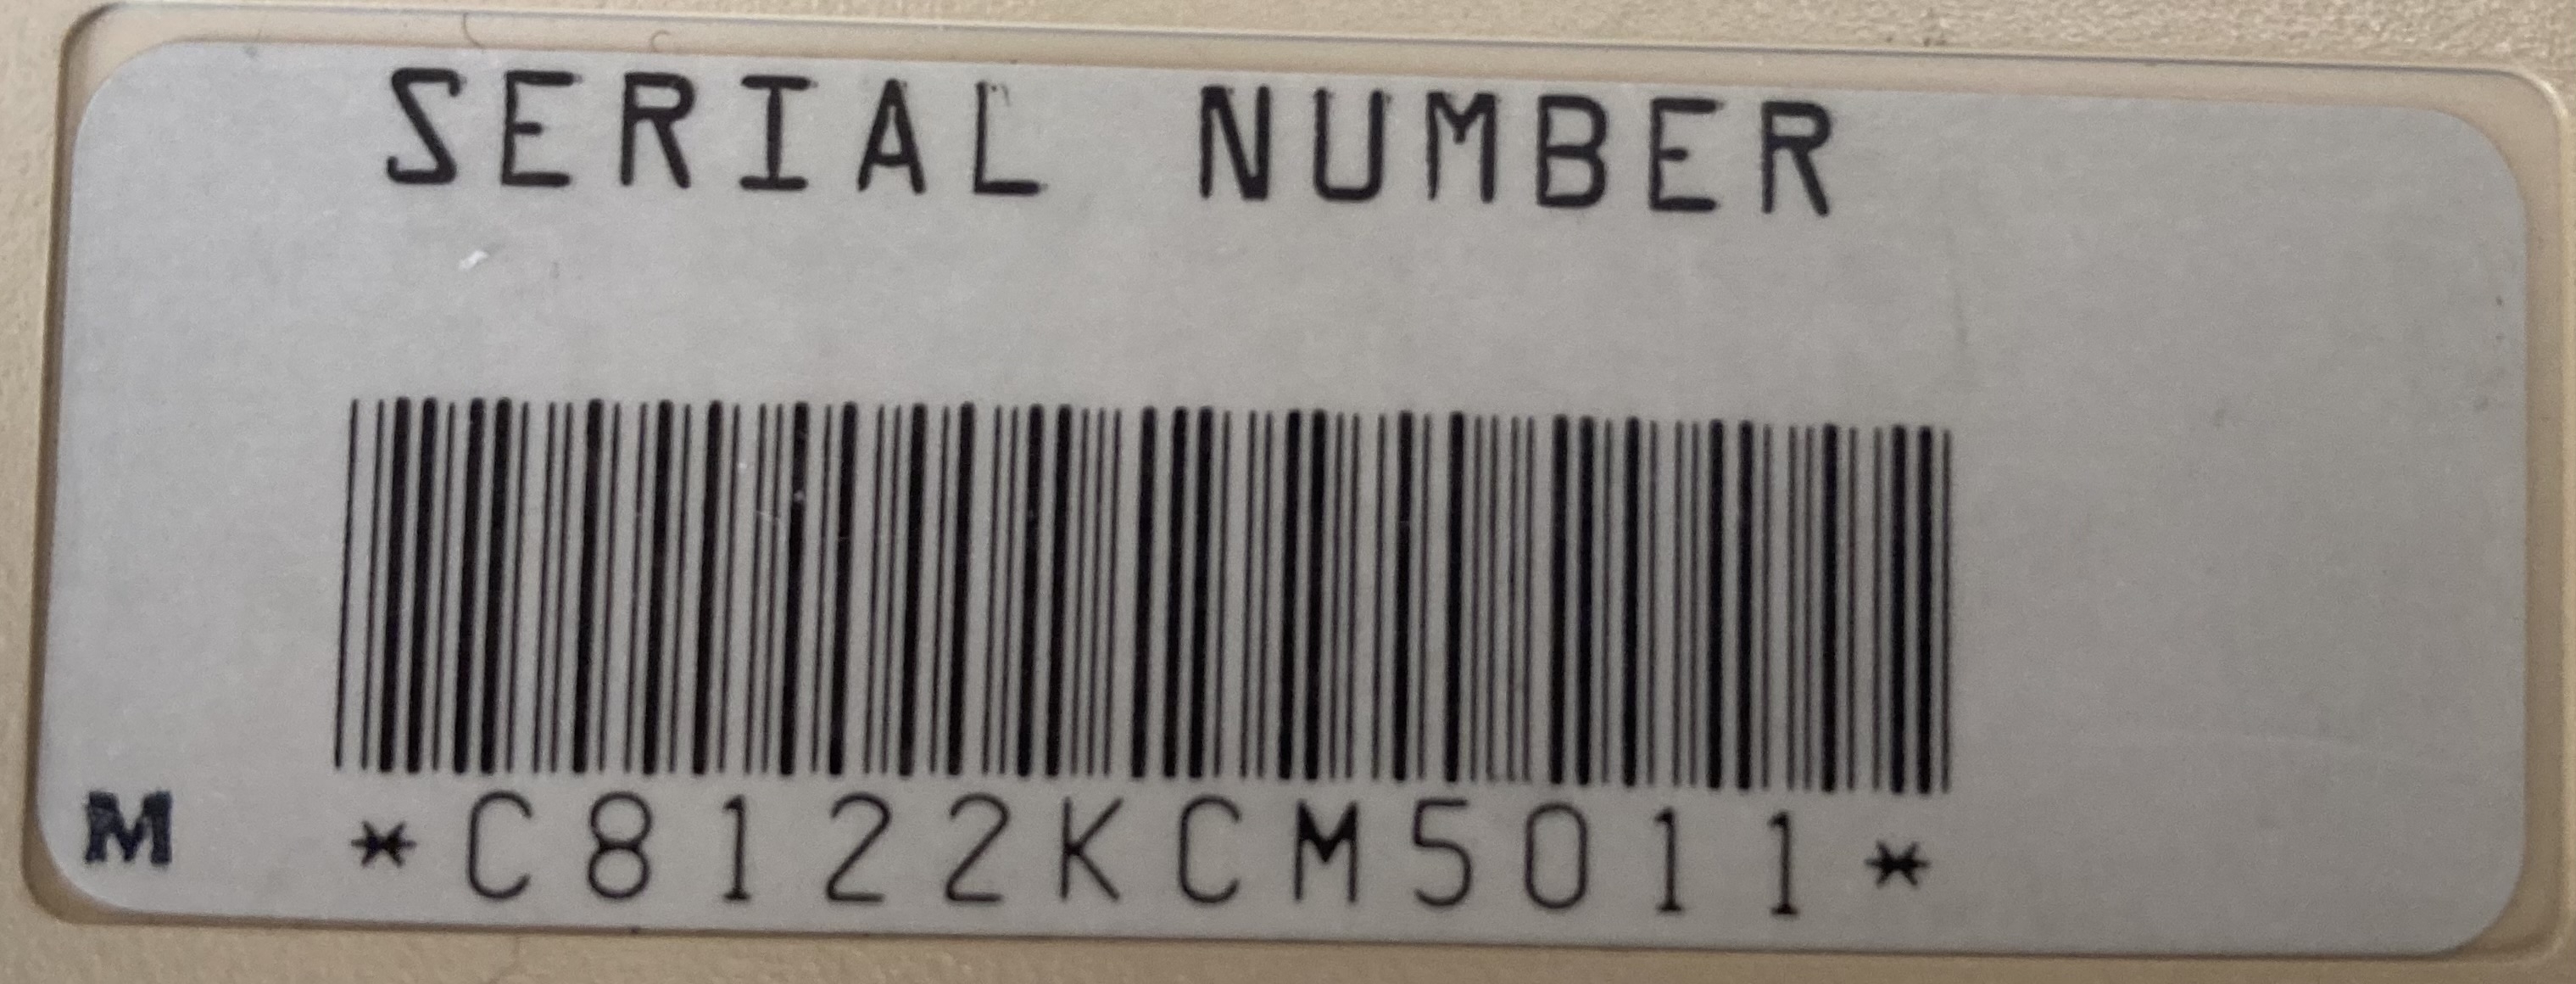 SERIAL NUMBER
M *C8122KCM5011*